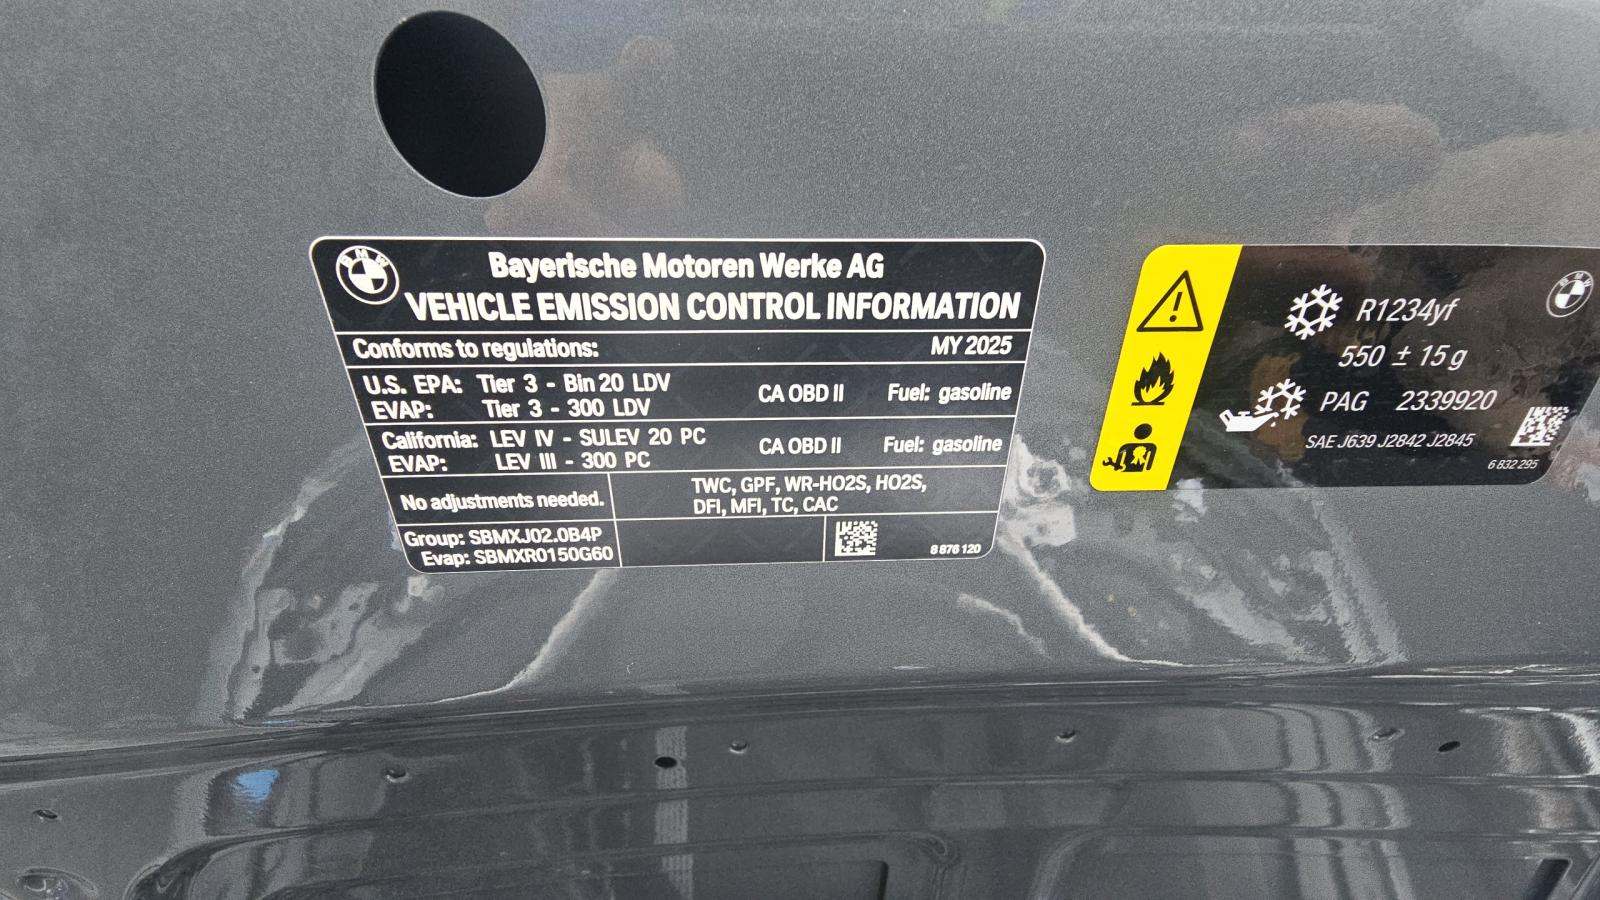 BMW
Bayerische Motoren Werke AG
VEHICLE EMISSION CONTROL INFORMATION
Conforms to regulations: MY 2025
U.S. EPA: Tier 3 - Bin 20 LDV CA OBD II Fuel: gasoline
EVAP: Tier 3 - 300 LDV
California: LEV IV - SULEV 20 PC CA OBD II Fuel: gasoline
EVAP: LEV III - 300 PC
No adjustments needed. TWC, GPF, WR-HO2S, HO2S,
DFI, MFI, TC, CAC
Group: SBMXJ02.0B4P
Evap: SBMXR0150G60
8 876 120
R1234yf
550 ± 15 g
PAG 2339920
SAE J639 J2842 J2845
6 832 295